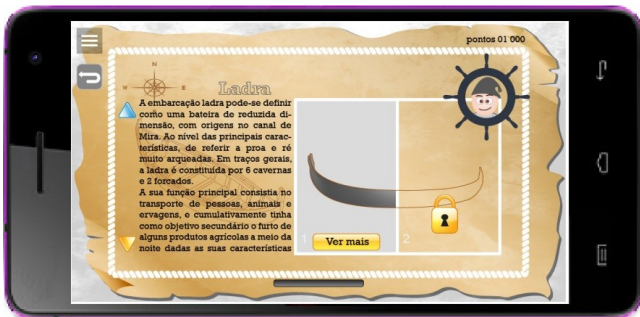 pontos 01 000
N
W
E
Ladra
A embarcação ladra pode-se definir
como uma bateira de reduzida di-
mensão, com origens no canal de
Mira. Ao nível das principais carac-
terísticas, de referir a proa e ré
muito arqueadas. Em traços gerais,
a ladra é constituída por 6 cavernas
e 2 forcados.
A sua função principal consistia no
transporte de pessoas, animais e
ervagens, e cumulativamente tinha
como objetivo secundário o furto de
alguns produtos agrícolas a meio da
noite dadas as suas características
1
Ver mais
2